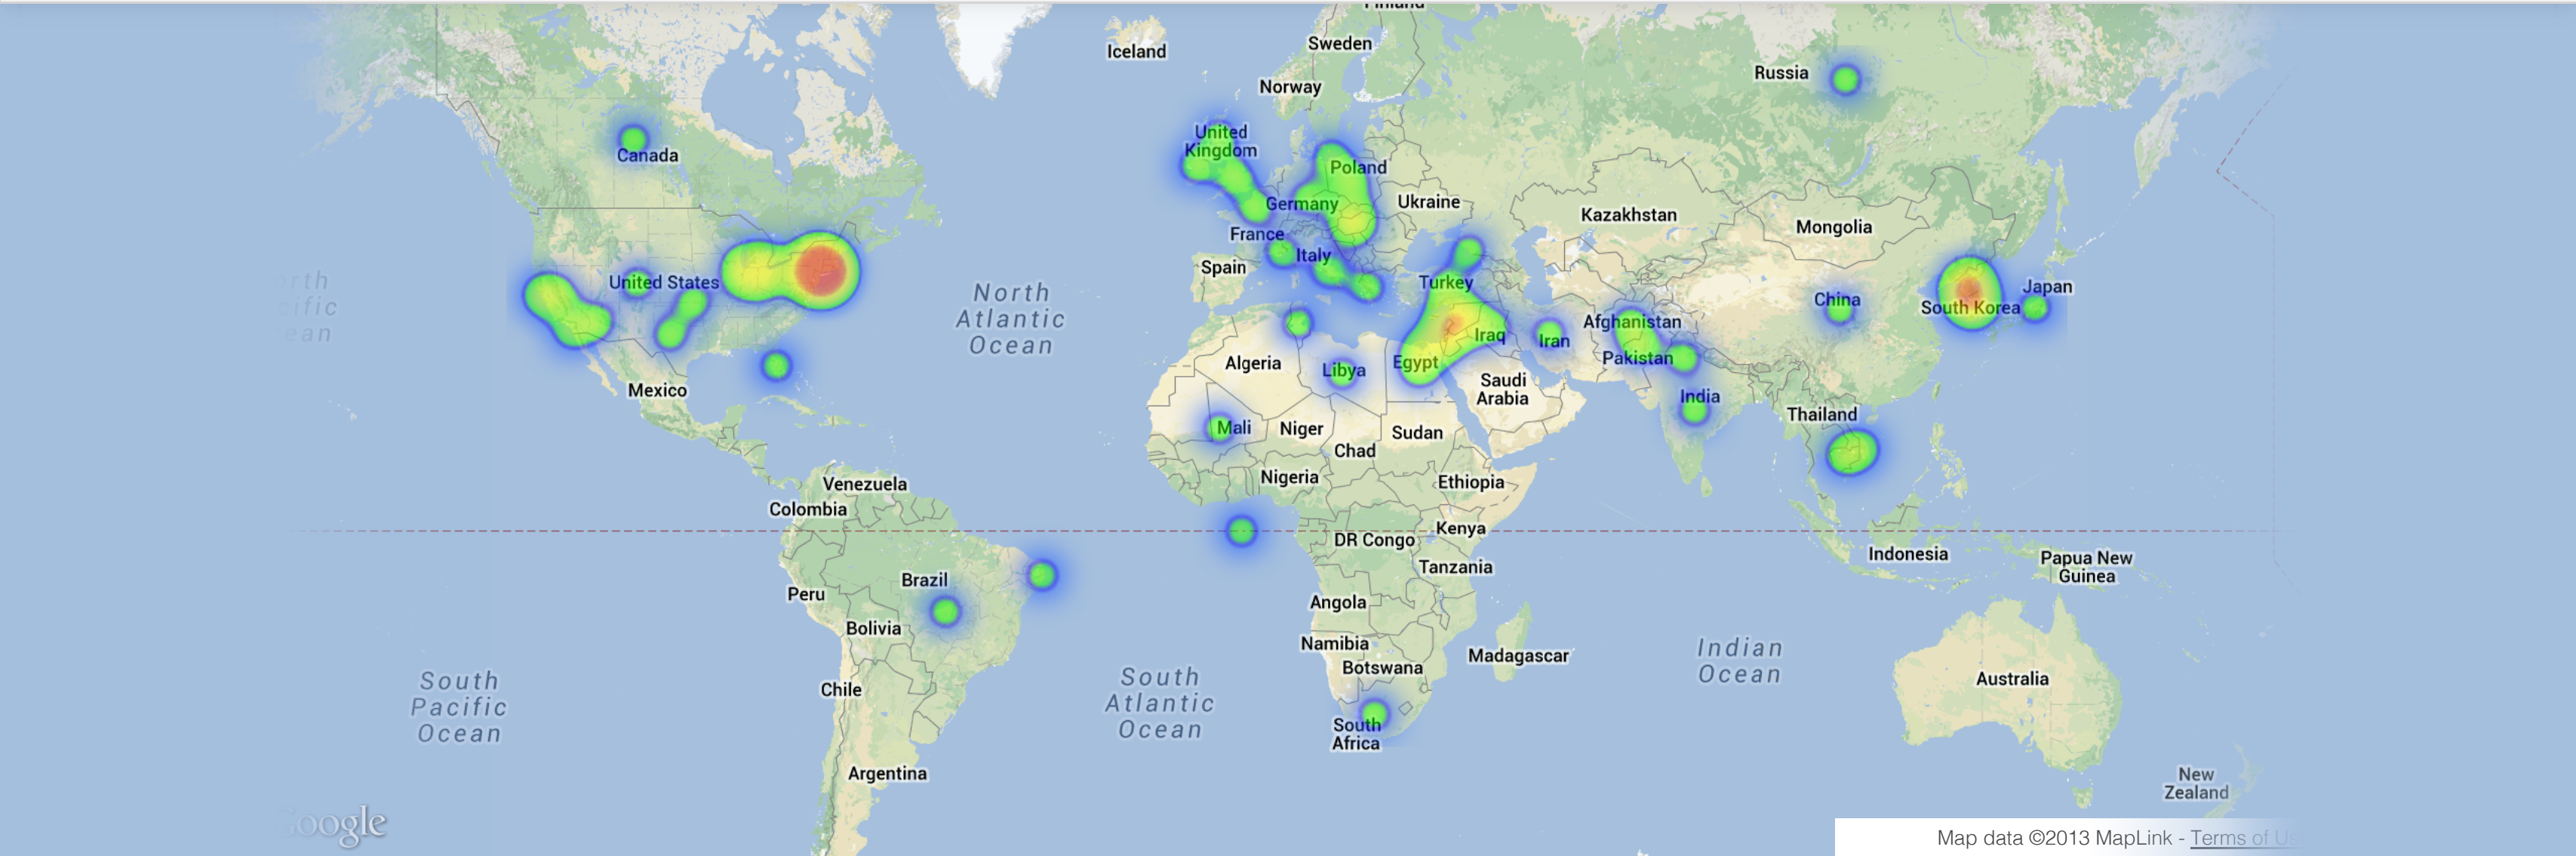 Finland
Iceland
Sweden
Norway
Russia
Canada
United
Kingdom
Poland
Germany
Ukraine
France
Italy
Spain
Kazakhstan
Mongolia
United States
Turkey
China
South Korea
Japan
North
Atlantic
Ocean
Mexico
Algeria
Libya
Egypt
Iraq
Iran
Afghanistan
Pakistan
Saudi
Arabia
India
Thailand
Mali
Niger
Chad
Sudan
Nigeria
Ethiopia
Venezuela
Colombia
DR Congo
Kenya
Tanzania
Indonesia
Papua New
Guinea
Brazil
Peru
Bolivia
Angola
Namibia
Botswana
Madagascar
Indian
Ocean
Australia
South
Pacific
Ocean
South
Atlantic
Ocean
Chile
South
Africa
Argentina
New
Zealand
Google
Map data ©2013 MapLink - Terms of